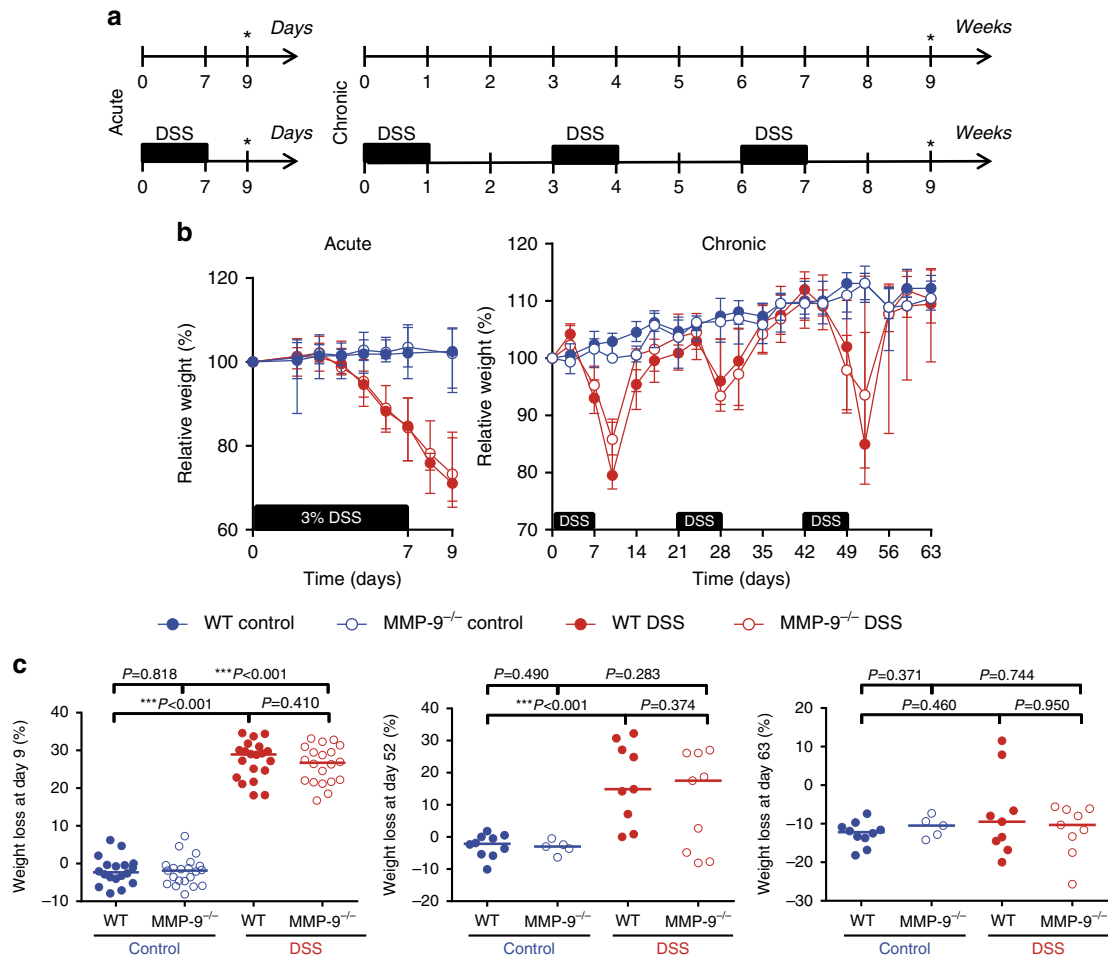 a
* Days * Weeks
0 7 9 0 1 2 3 4 5 6 7 8 9
Acute
Chronic
DSS * Days DSS DSS DSS * Weeks
0 7 9 0 1 2 3 4 5 6 7 8 9
b
Acute
Relative weight (%)
120
100
80
60
3% DSS
0 7 9
Time (days)
Chronic
Relative weight (%)
120
110
100
90
80
70
DSS DSS DSS
0 7 14 21 28 35 42 49 56 63
Time (days)
WT control MMP-9–/– control WT DSS MMP-9–/– DSS
c
P=0.818 ***P<0.001
***P<0.001 P=0.410
Weight loss at day 9 (%)
40
30
20
10
0
–10
WT MMP-9–/– WT MMP-9–/–
Control DSS
P=0.490 P=0.283
***P<0.001 P=0.374
Weight loss at day 52 (%)
40
30
20
10
0
–10
–20
WT MMP-9–/– WT MMP-9–/–
Control DSS
P=0.371 P=0.744
P=0.460 P=0.950
Weight loss at day 63 (%)
20
10
0
–10
–20
–30
WT MMP-9–/– WT MMP-9–/–
Control DSS